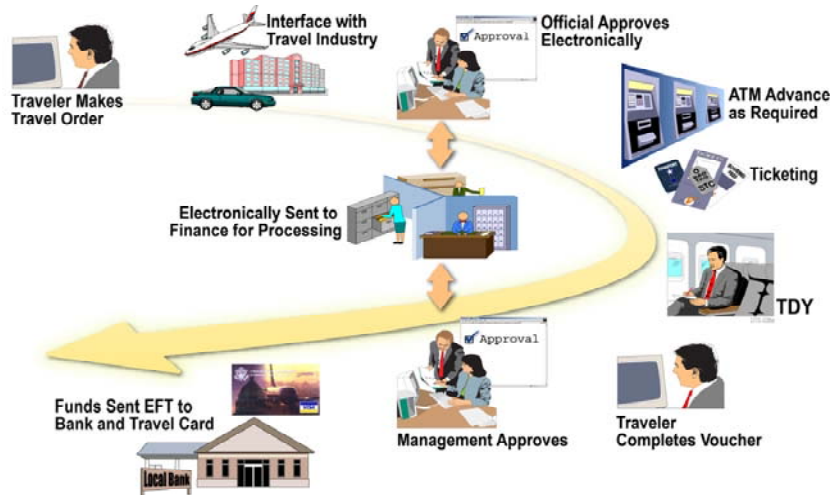 Traveler Makes
Travel Order
Interface with
Travel Industry
Approval
Official Approves
Electronically
ATM Advance
as Required
Ticketing
Electronically Sent to
Finance for Processing
TDY
Approval
Management Approves
Traveler
Completes Voucher
Funds Sent EFT to
Bank and Travel Card
VISA
Local Bank